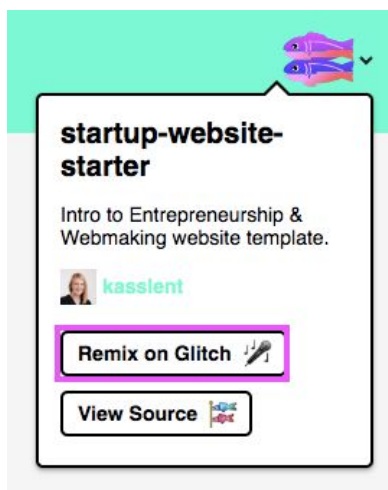 startup-website-
starter
Intro to Entrepreneurship &
Webmaking website template.
kasslent
Remix on Glitch
View Source